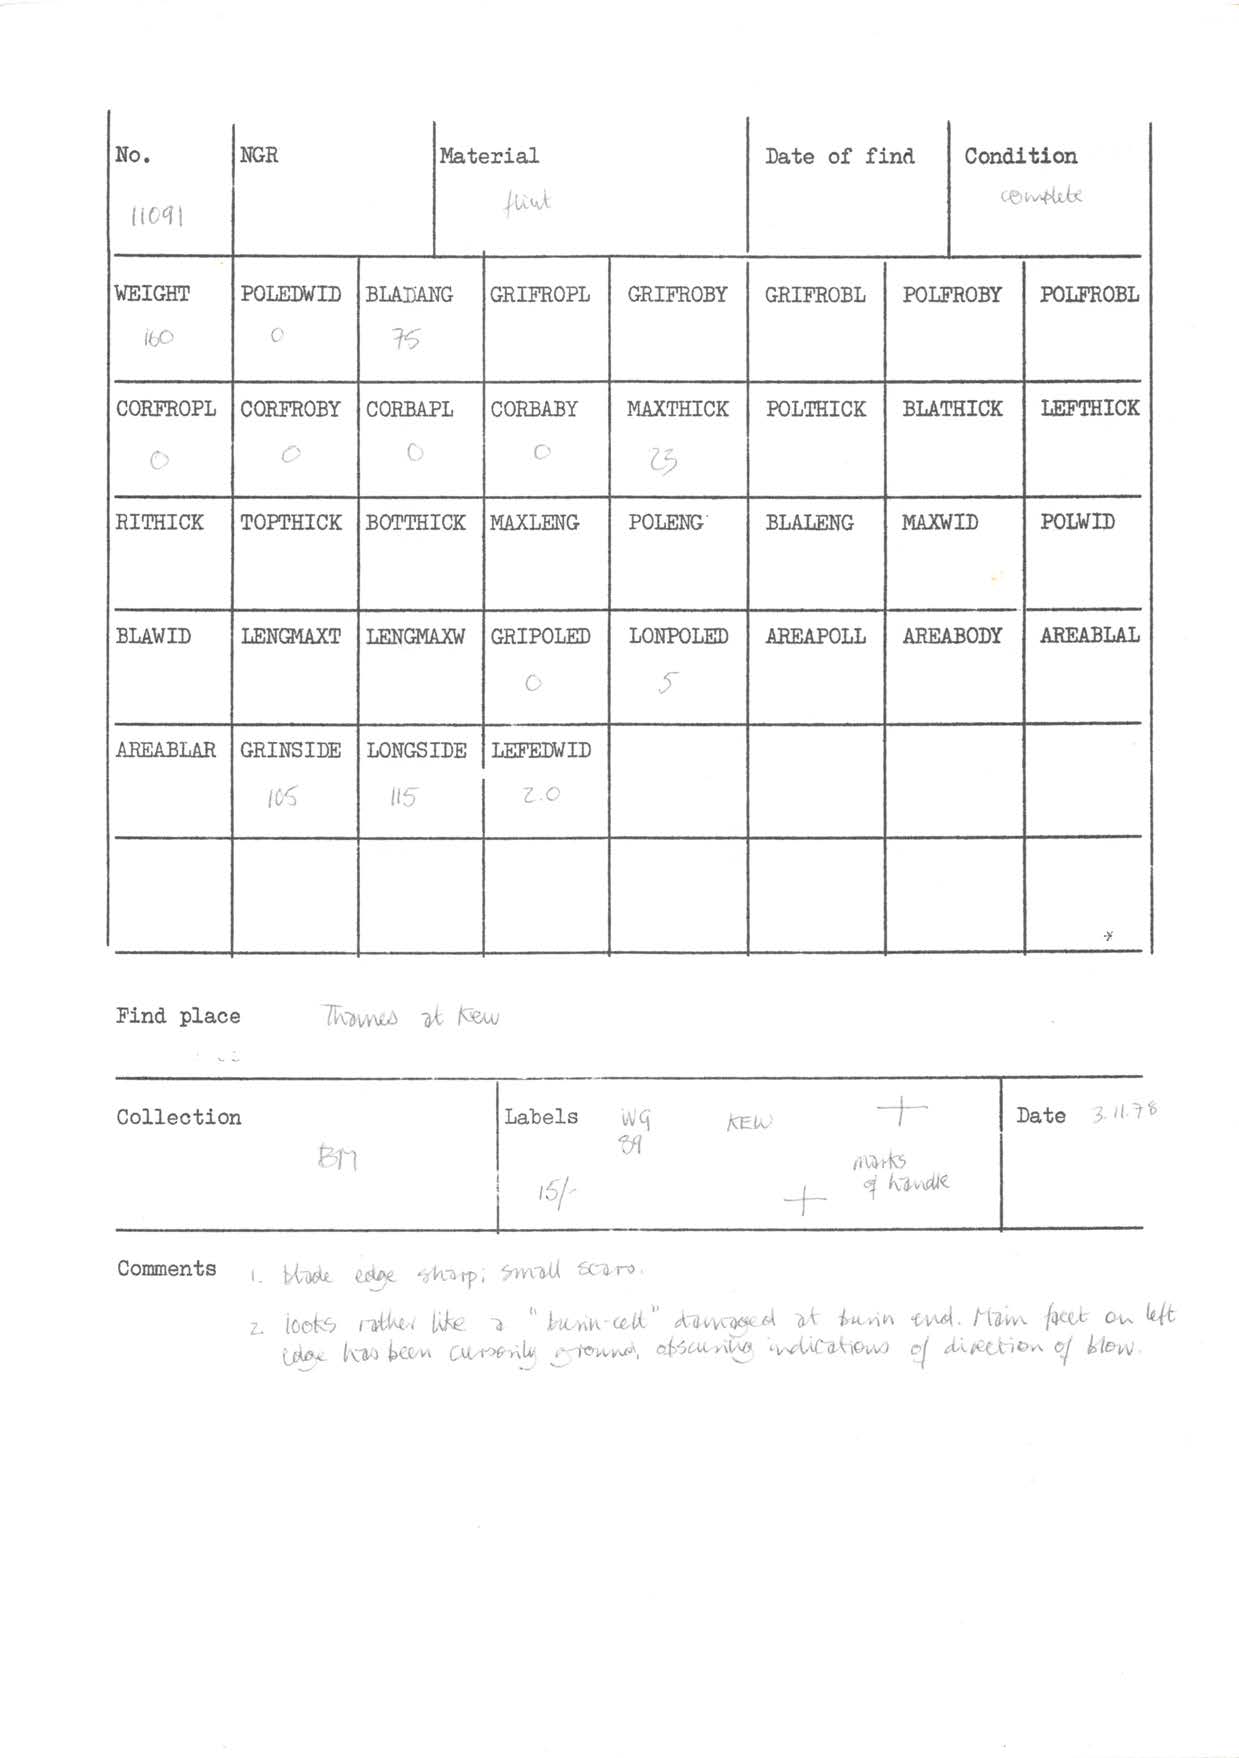 No. NGR Material Date of find Condition
11091 flint complete
WEIGHT POLEDWID BLADANG GRIFROPL GRIFROBY GRIFROBL POLFROBY POLFROBL
160 0 75
CORFROPL CORFROBY CORBAPL CORBABY MAXTHICK POLTHICK BLATHICK LEFTHICK
0 0 0 0 23
RITHICK TOPTHICK BOTTHICK MAXLENG POLENG BLALENG MAXWID POLWID
BLAWID LENGMAXT LENGMAXW GRIPOLED LONPOLED AREAPOLL AREABODY AREABLAL
0 5
AREABLAR GRINSIDE LONGSIDE LEFEDWID
105 115 2.0
Find place Thames at Kew
Collection BM
Labels WG KEW
39
15/-
marks
of handle
Date 3.11.78
Comments 1. blade edge sharp; small scars.
2. looks rather like a "burin-celt" damaged at burin end. Main facet on left
edge has been cursorily ground, obscuring indications of direction of blow.